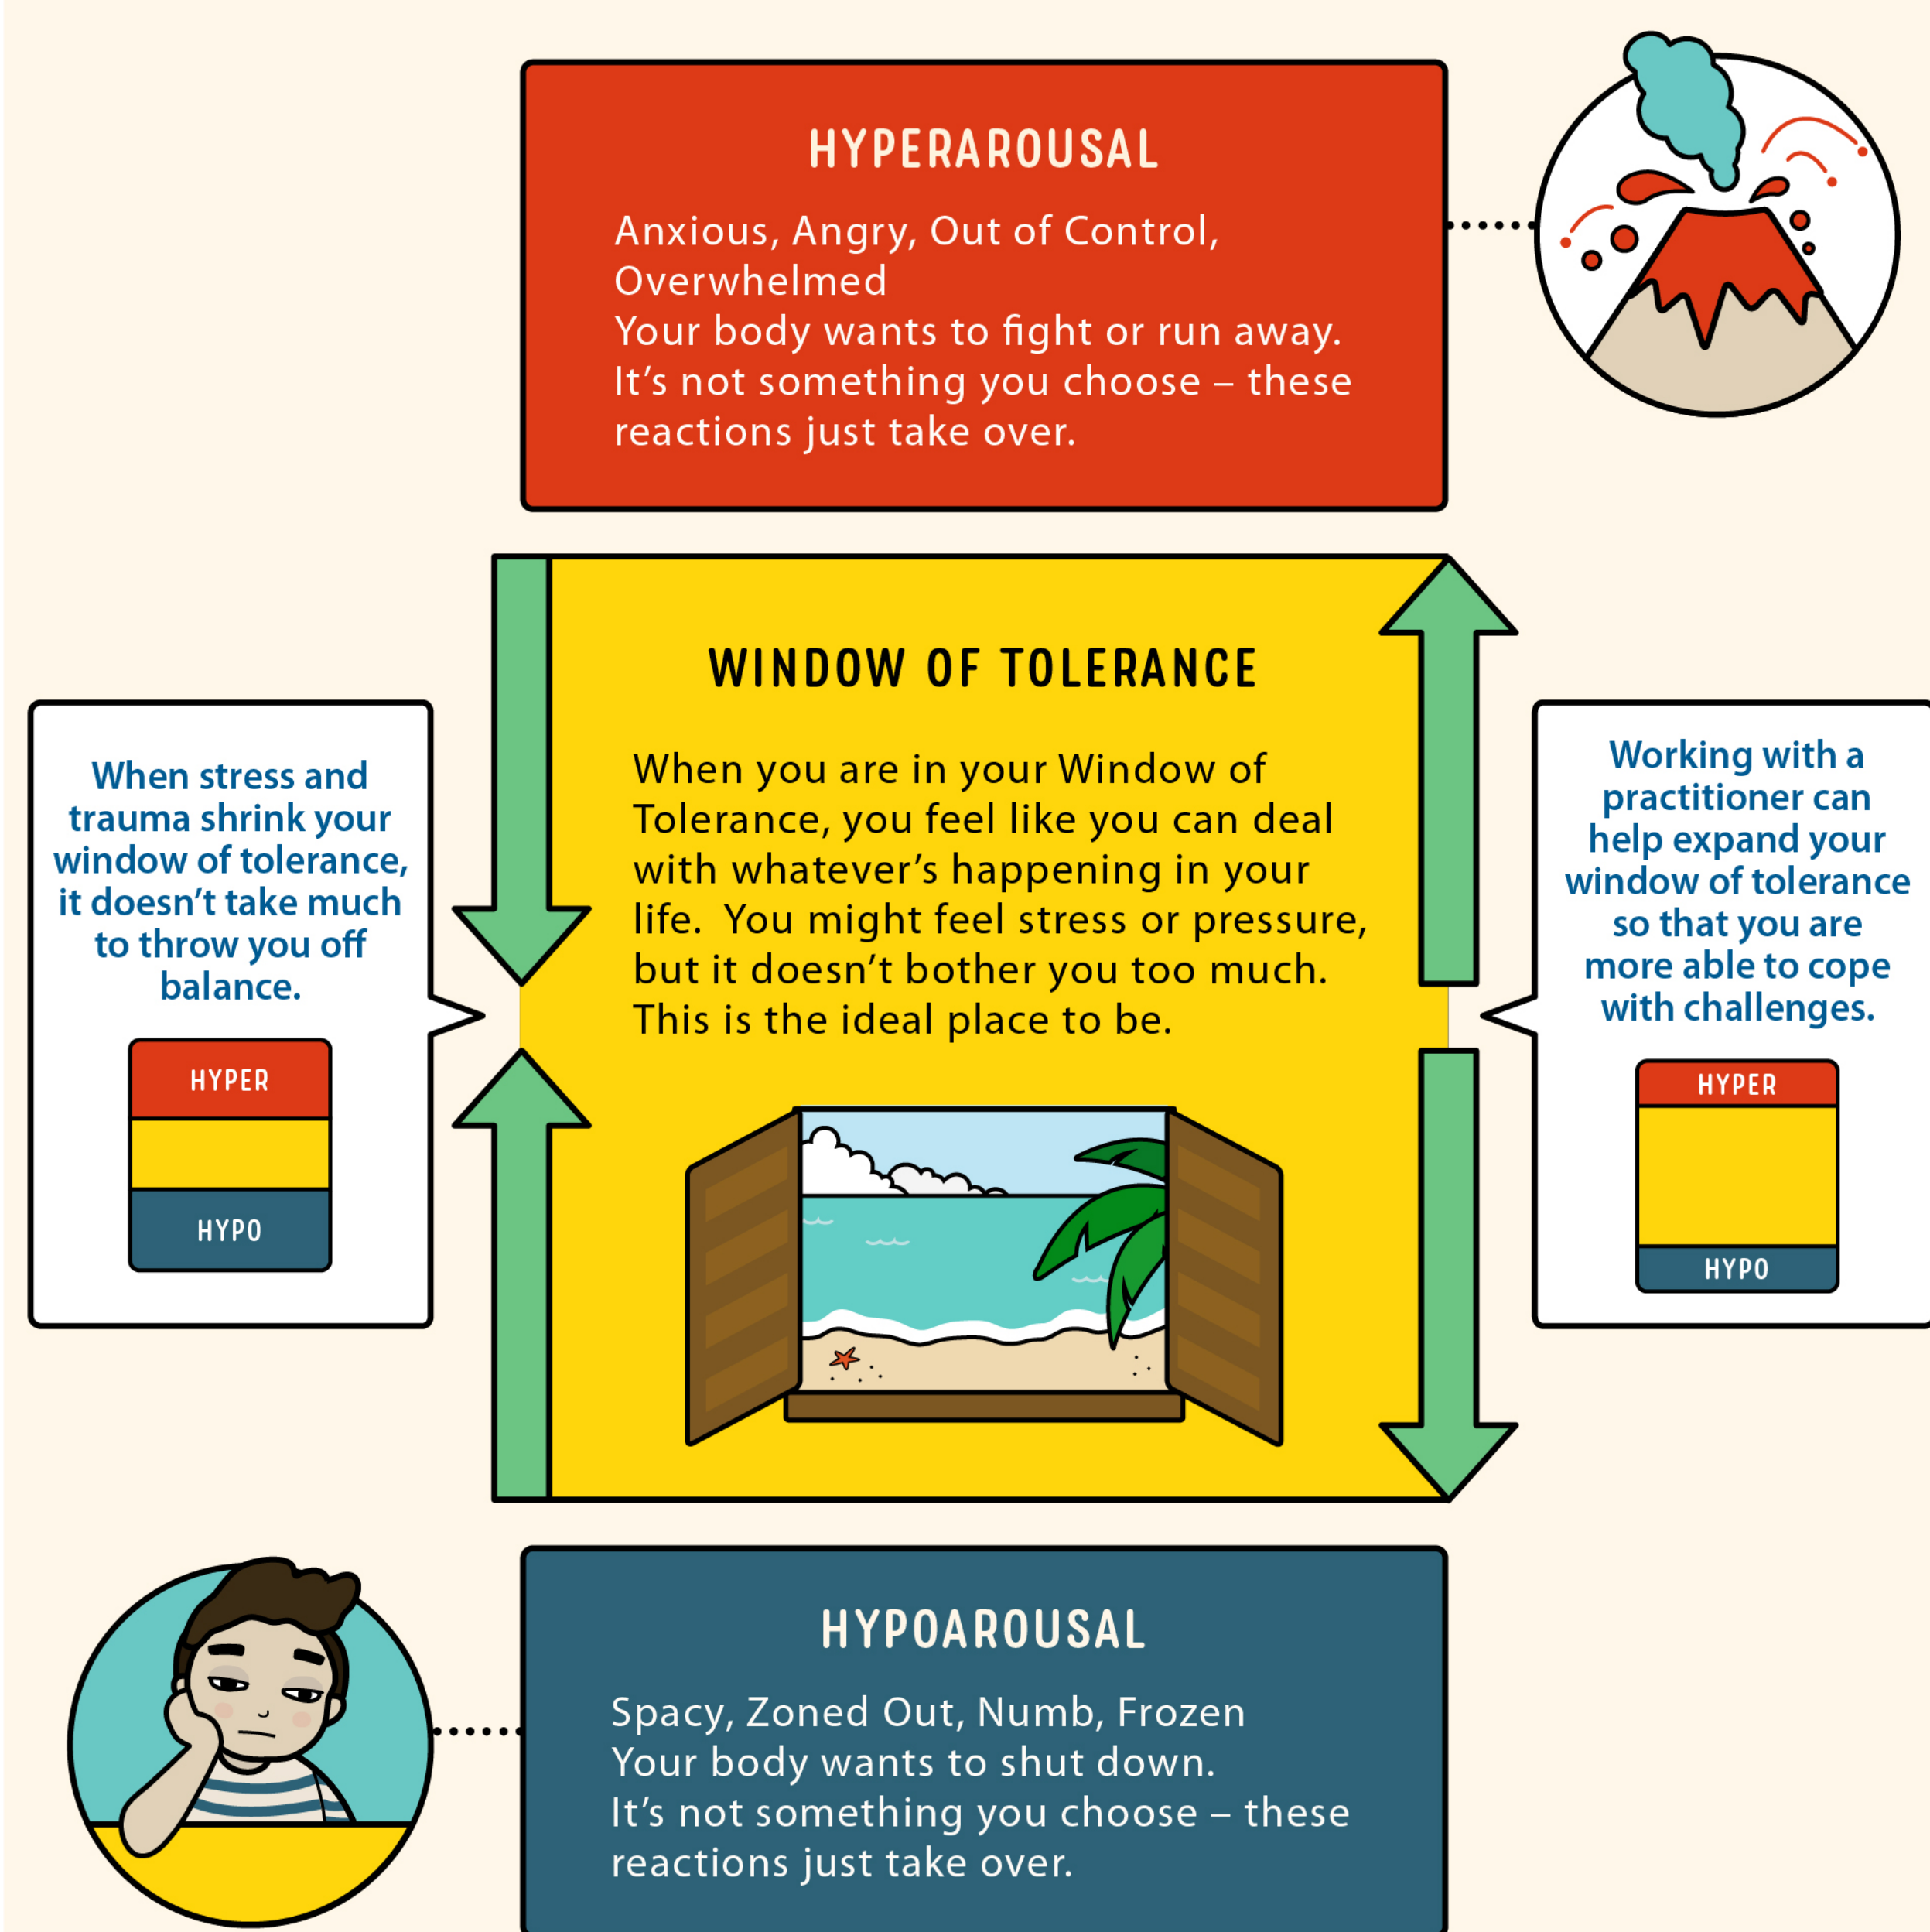 HYPERAROUSAL
Anxious, Angry, Out of Control,
Overwhelmed
Your body wants to fight or run away.
It's not something you choose – these
reactions just take over.
WINDOW OF TOLERANCE
When you are in your Window of
Tolerance, you feel like you can deal
with whatever's happening in your
life.  You might feel stress or pressure,
but it doesn't bother you too much.
This is the ideal place to be.
When stress and
trauma shrink your
window of tolerance,
it doesn't take much
to throw you off
balance.
HYPER
HYPO
Working with a
practitioner can
help expand your
window of tolerance
so that you are
more able to cope
with challenges.
HYPER
HYPO
HYPOAROUSAL
Spacy, Zoned Out, Numb, Frozen
Your body wants to shut down.
It's not something you choose – these
reactions just take over.